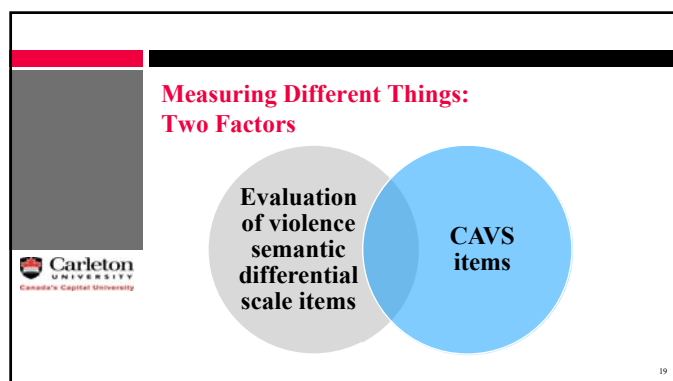 Measuring Different Things:
Two Factors
Evaluation
of violence
semantic
differential
scale items
CAVS
items
Carleton
UNIVERSITY
Canada's Capital University
19